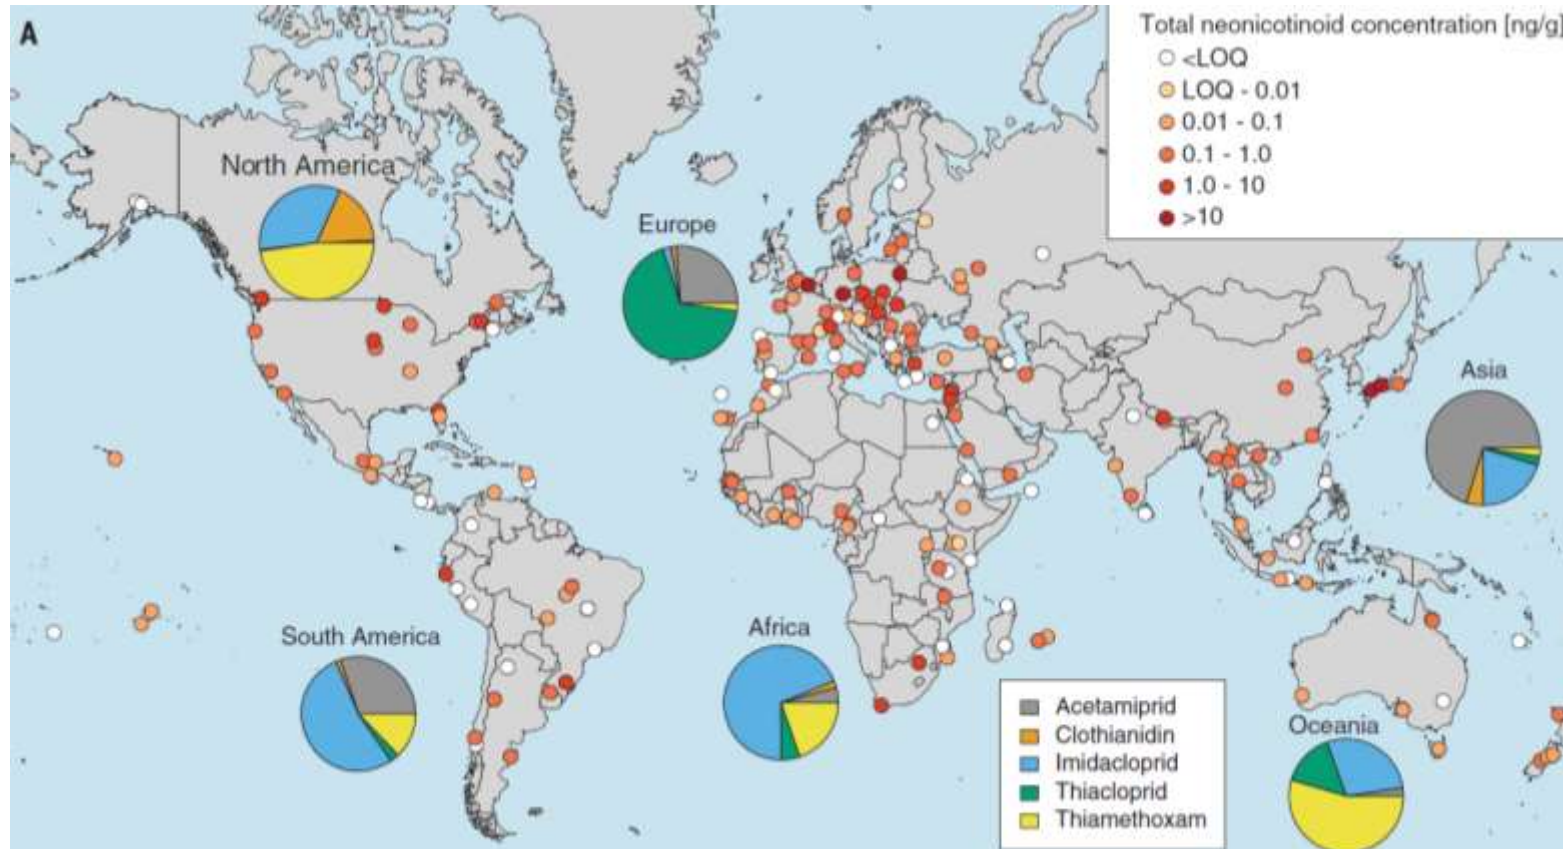 A
Total neonicotinoid concentration [ng/g]
<LOQ
LOQ - 0.01
0.01 - 0.1
0.1 - 1.0
1.0 - 10
>10
North America
Europe
Asia
South America
Africa
Oceania
Acetamiprid
Clothianidin
Imidacloprid
Thiacloprid
Thiamethoxam